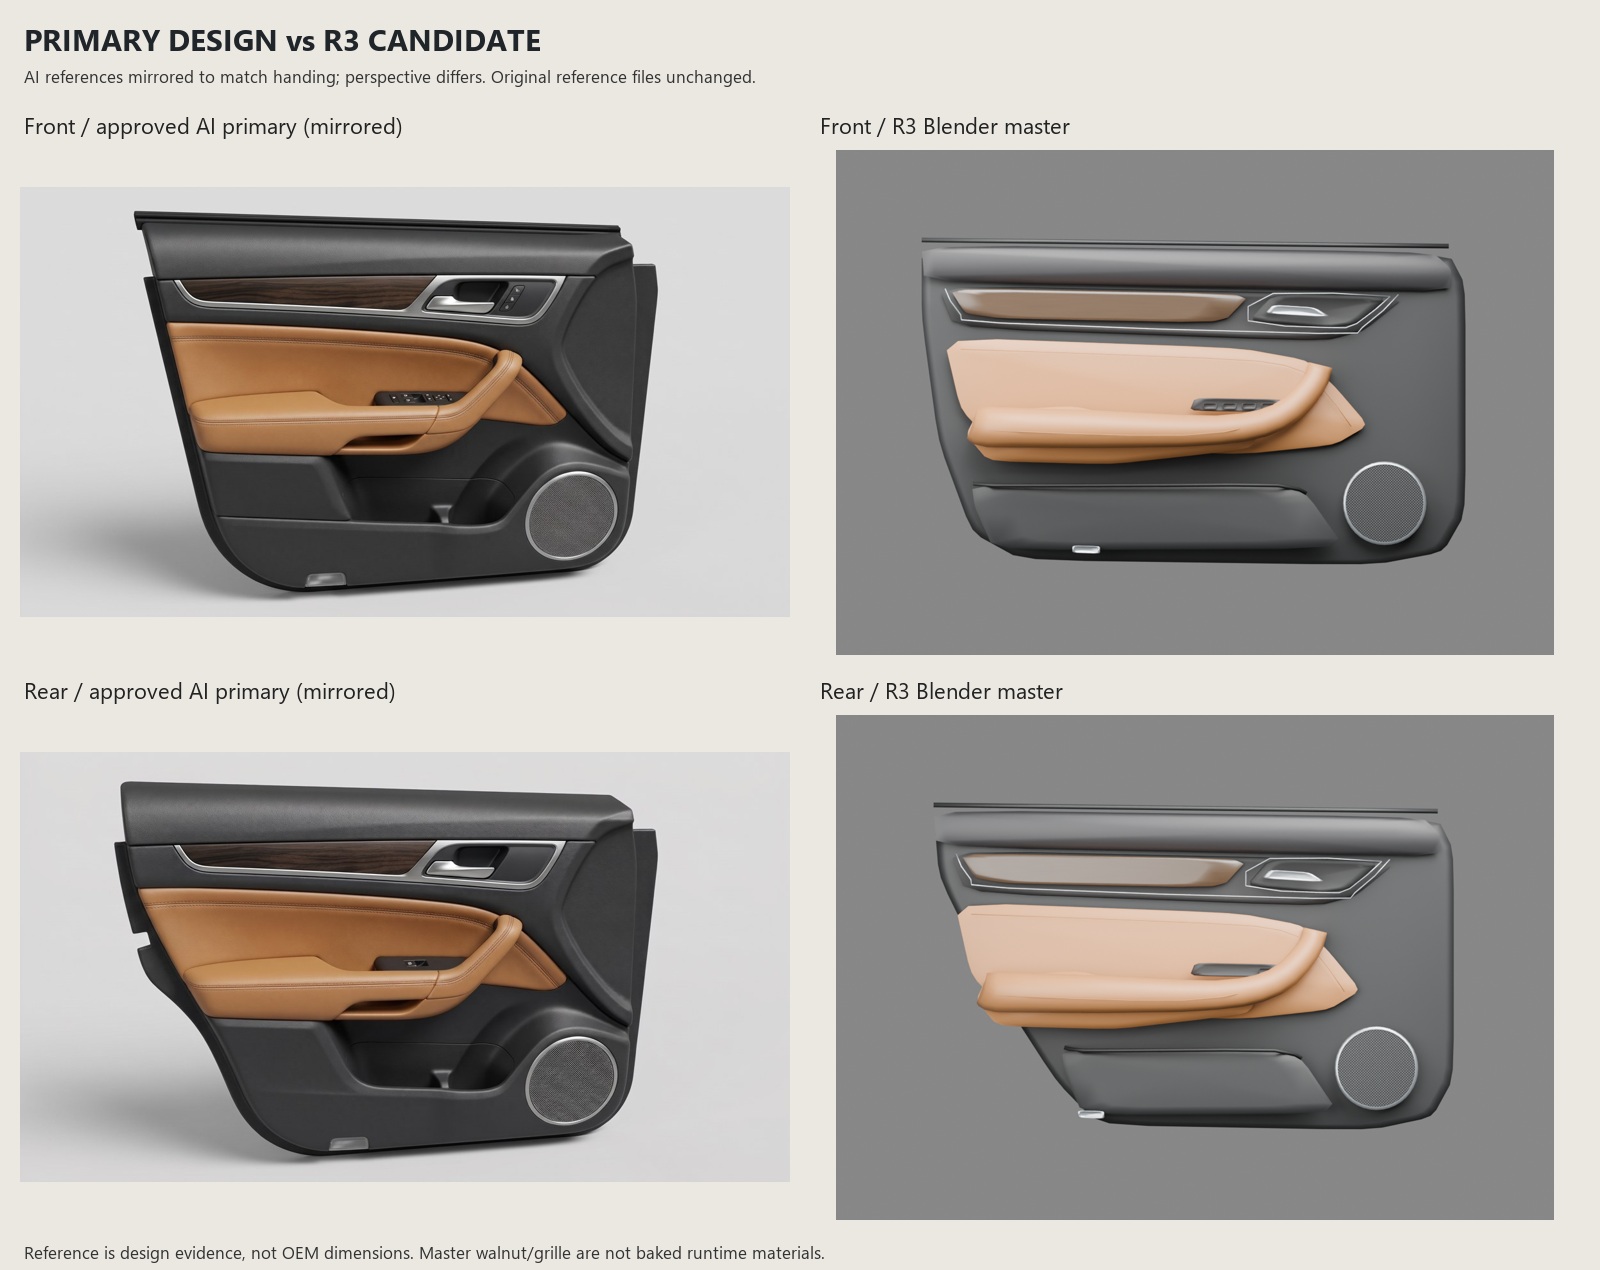 PRIMARY DESIGN vs R3 CANDIDATE
AI references mirrored to match handing; perspective differs. Original reference files unchanged.
Front / approved AI primary (mirrored)
Front / R3 Blender master
Rear / approved AI primary (mirrored)
Rear / R3 Blender master
Reference is design evidence, not OEM dimensions. Master walnut/grille are not baked runtime materials.